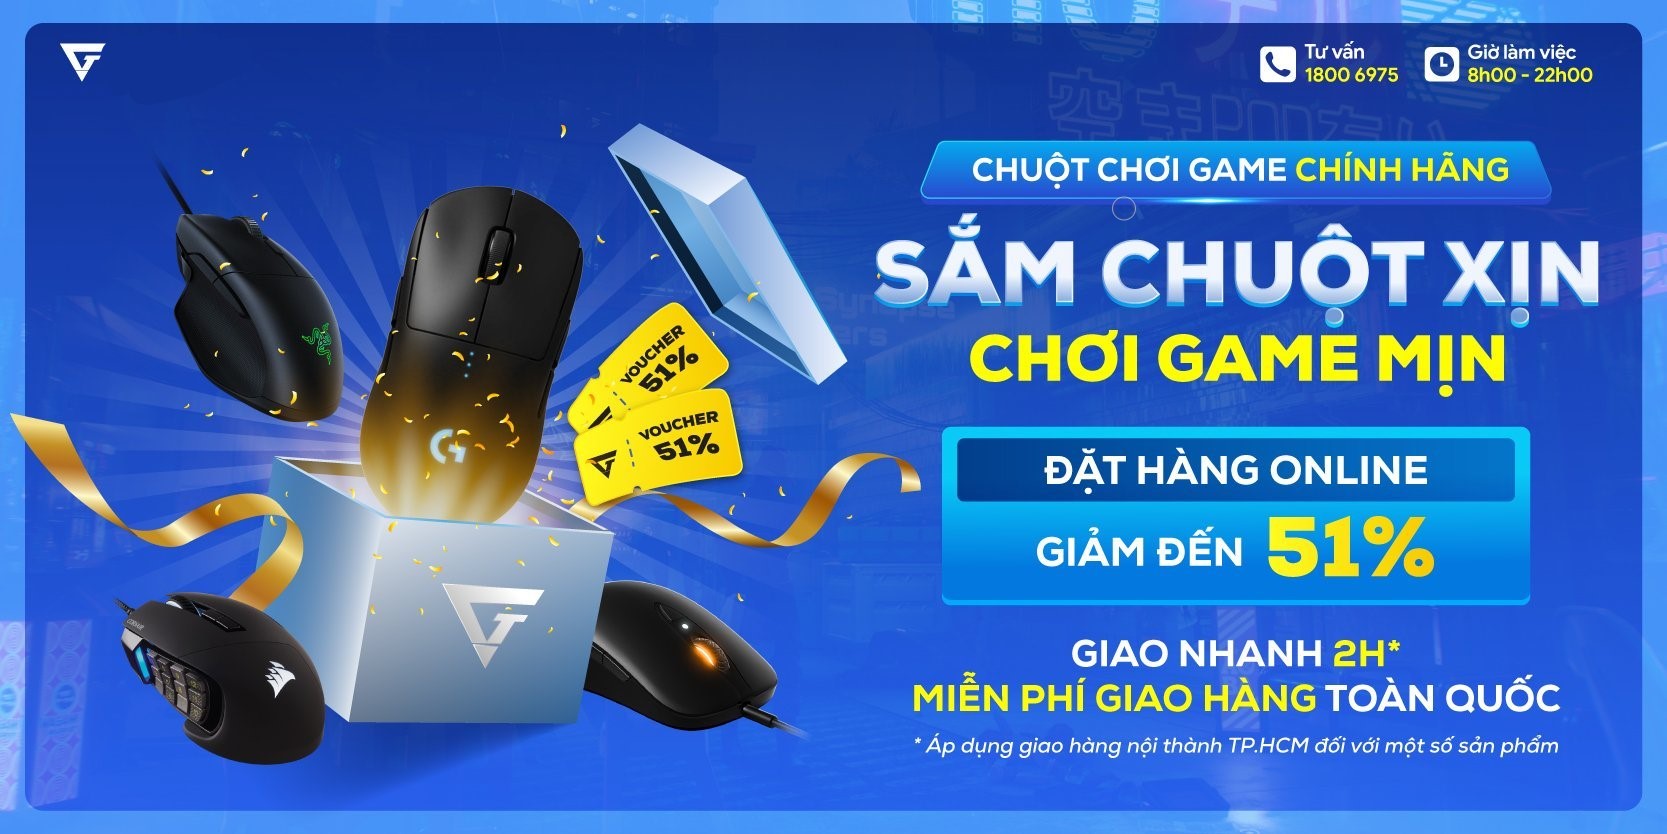 Tư vấn
1800 6975
Giờ làm việc
8h00 - 22h00
CHUỘT CHƠI GAME CHÍNH HÃNG
SẮM CHUỘT XỊN
CHƠI GAME MỊN
VOUCHER
51%
VOUCHER
51%
ĐẶT HÀNG ONLINE
GIẢM ĐẾN 51%
GIAO NHANH 2H*
MIỄN PHÍ GIAO HÀNG TOÀN QUỐC
* Áp dụng giao hàng nội thành TP.HCM đối với một số sản phẩm